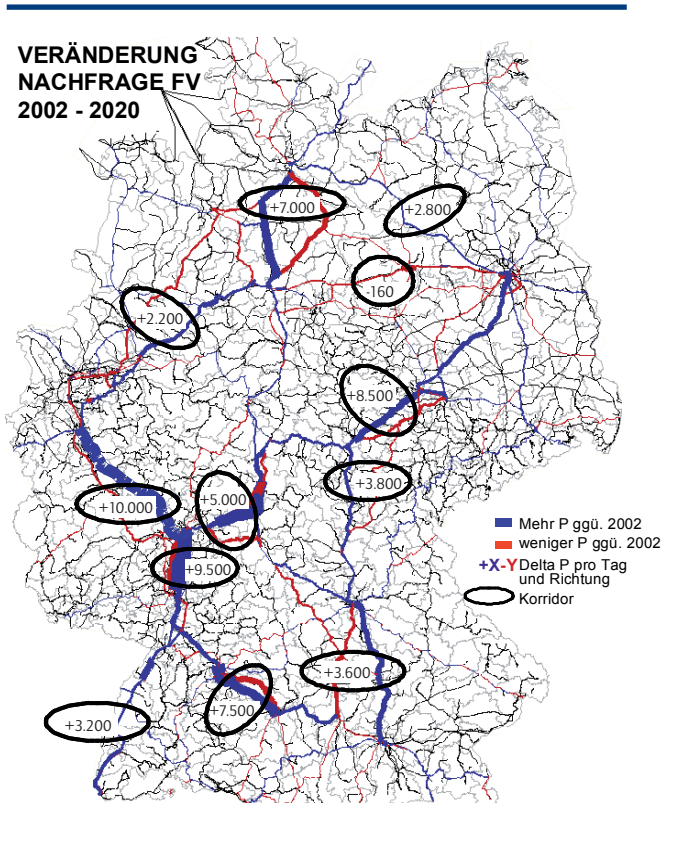 VERÄNDERUNG
NACHFRAGE FV
2002 - 2020
+7.000
+2.800
-160
+2.200
+8.500
+3.800
+5.000
+10.000
+9.500
+3.600
+7.500
+3.200
Mehr P ggü. 2002
weniger P ggü. 2002
+X-Y Delta P pro Tag
und Richtung
Korridor